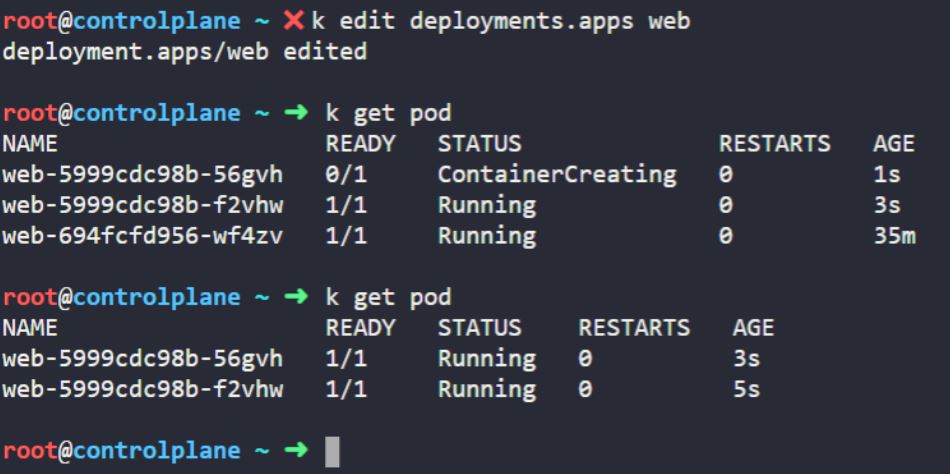 root@controlplane ~ ✖ k edit deployments.apps web
deployment.apps/web edited
root@controlplane ~ ➜ k get pod
NAME READY STATUS RESTARTS AGE
web-5999cdc98b-56gvh 0/1 ContainerCreating 0 1s
web-5999cdc98b-f2vhw 1/1 Running 0 3s
web-694fcfd956-wf4zv 1/1 Running 0 35m
root@controlplane ~ ➜ k get pod
NAME READY STATUS RESTARTS AGE
web-5999cdc98b-56gvh 1/1 Running 0 3s
web-5999cdc98b-f2vhw 1/1 Running 0 5s
root@controlplane ~ ➜